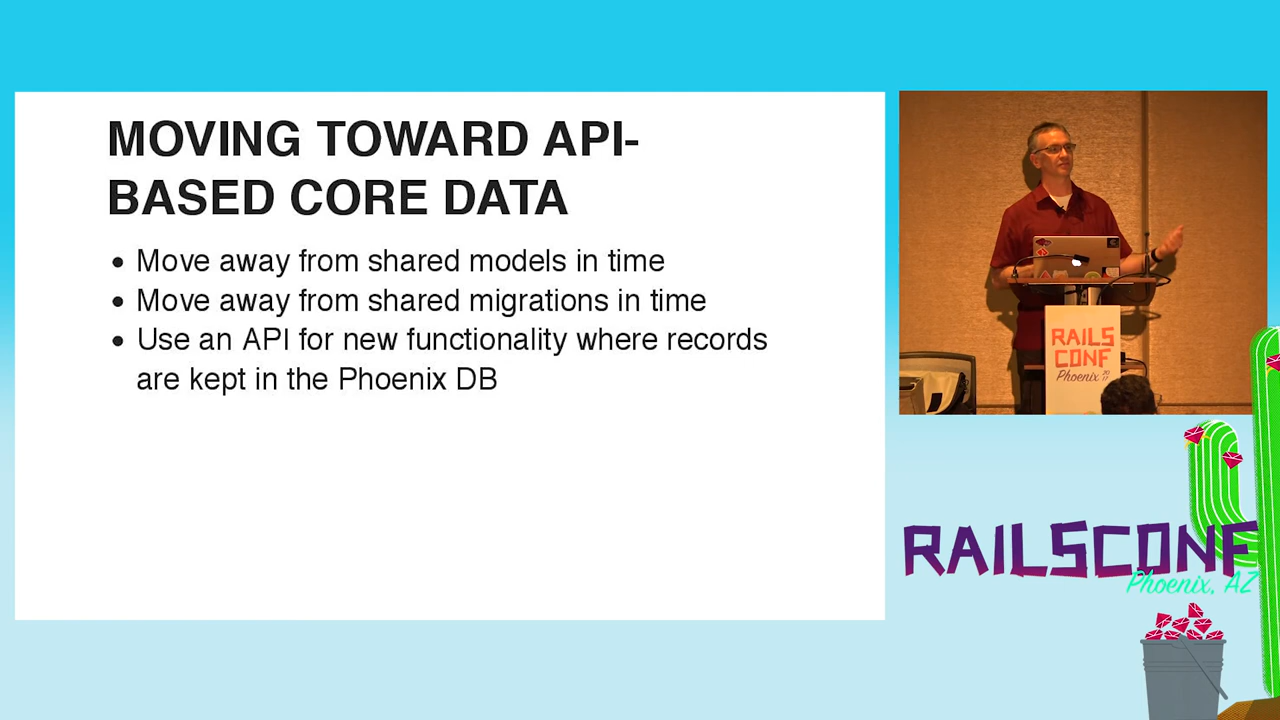 MOVING TOWARD API-
BASED CORE DATA
• Move away from shared models in time
• Move away from shared migrations in time
• Use an API for new functionality where records
are kept in the Phoenix DB
RAILS
CONF
Phoenix 2017
RAILSCONF
Phoenix, AZ